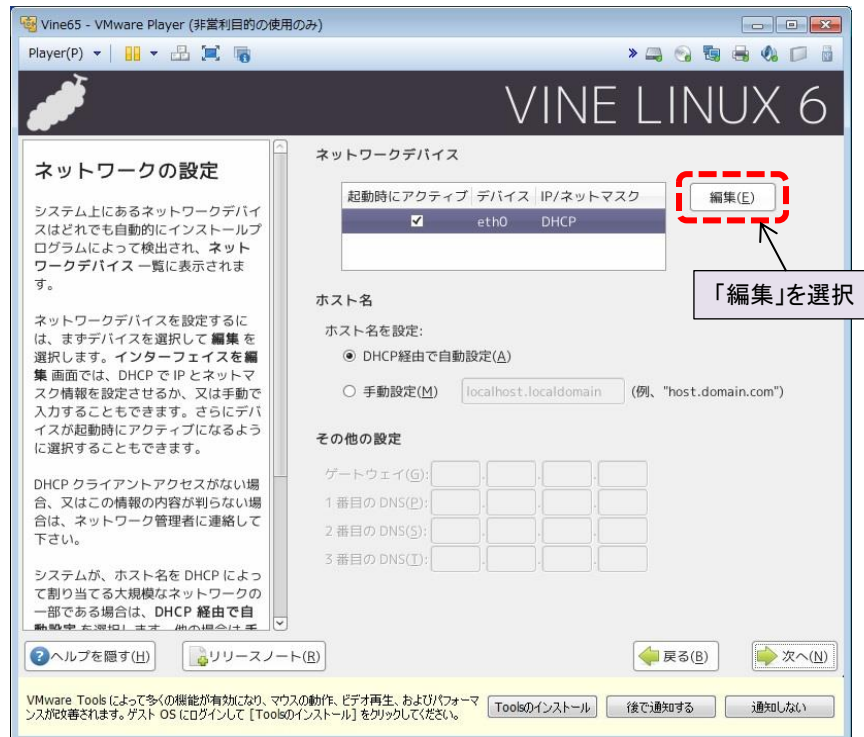 Vine65 - VMware Player (非営利目的の使用のみ)
Player(P)
VINE LINUX 6
ネットワークの設定
システム上にあるネットワークデバイ
スはどれでも自動的にインストールプ
ログラムによって検出され、ネット
ワークデバイス 一覧に表示されま
す。
ネットワークデバイスを設定するに
は、まずデバイスを選択して 編集 を
選択します。インターフェイスを編
集 画面では、DHCP で IP とネットマ
スク情報を設定させるか、又は手動で
入力することもできます。さらにデバ
イスが起動時にアクティブになるよう
に選択することもできます。
DHCP クライアントアクセスがない場
合、又はこの情報の内容が判らない場
合は、ネットワーク管理者に連絡して
下さい。
システムが、ホスト名を DHCP によっ
て割り当てる大規模なネットワークの
一部である場合は、DHCP 経由で自
動設定 を選択します。他の場合は 手
ネットワークデバイス
起動時にアクティブ デバイス IP/ネットマスク
eth0 DHCP
編集(E)
「編集」を選択
ホスト名
ホスト名を設定:
DHCP経由で自動設定(A)
手動設定(M) localhost.localdomain (例、"host.domain.com")
その他の設定
ゲートウェイ(G):
1 番目の DNS(P):
2 番目の DNS(S):
3 番目の DNS(T):
ヘルプを隠す(H) リリースノート(R) 戻る(B) 次へ(N)
VMware Tools によって多くの機能が有効になり、マウスの動作、ビデオ再生、およびパフォーマ
ンスが改善されます。ゲスト OS にログインして [Toolsのインストール] をクリックしてください。
Toolsのインストール 後で通知する 通知しない